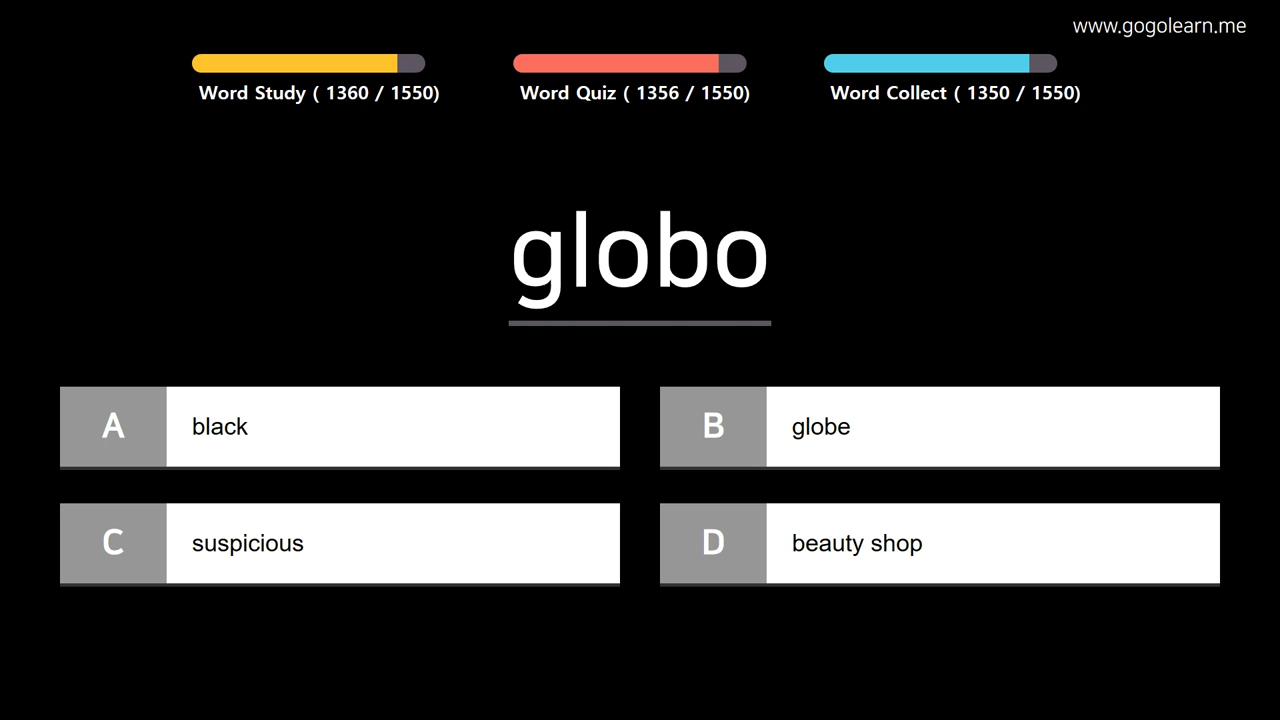 www.gogolearn.me
Word Study ( 1360 / 1550)
Word Quiz ( 1356 / 1550)
Word Collect ( 1350 / 1550)
globo
A
black
B
globe
C
suspicious
D
beauty shop